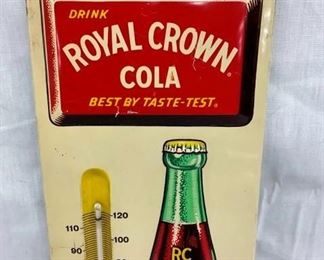 DRINK
ROYAL CROWN®
COLA
BEST BY TASTE-TEST®
120
110
100
90
RC